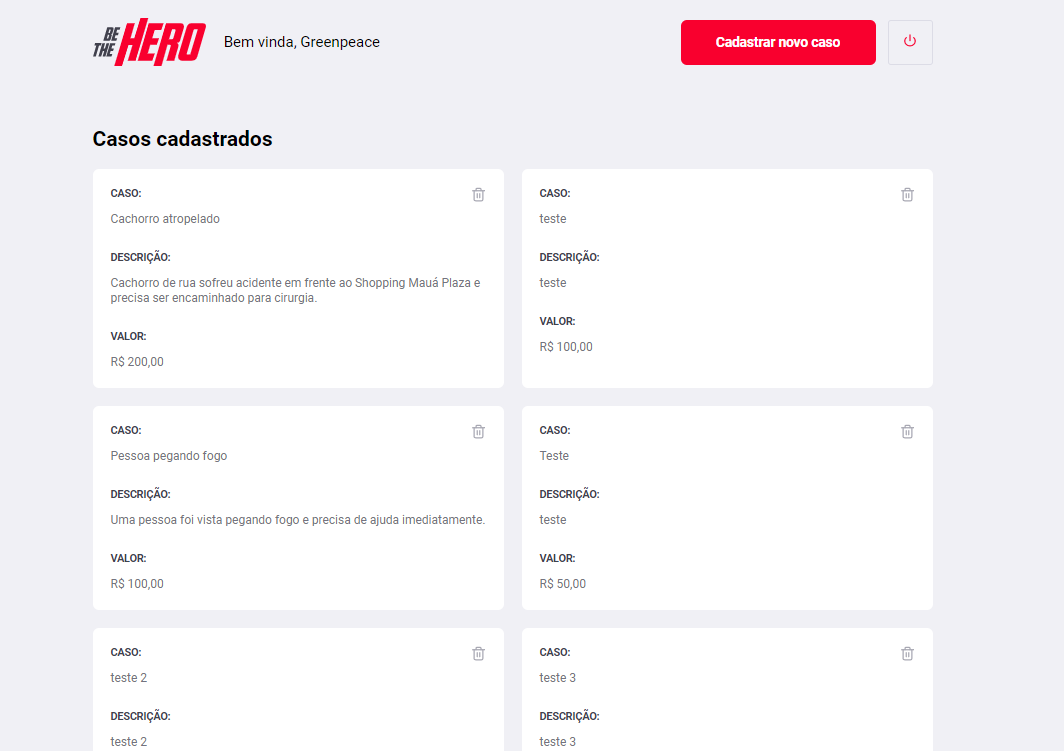 BE THE HERO
Bem vinda, Greenpeace
Cadastrar novo caso
Casos cadastrados
CASO:
Cachorro atropelado
DESCRIÇÃO:
Cachorro de rua sofreu acidente em frente ao Shopping Mauá Plaza e
precisa ser encaminhado para cirurgia.
VALOR:
R$ 200,00
CASO:
teste
DESCRIÇÃO:
teste
VALOR:
R$ 100,00
CASO:
Pessoa pegando fogo
DESCRIÇÃO:
Uma pessoa foi vista pegando fogo e precisa de ajuda imediatamente.
VALOR:
R$ 100,00
CASO:
Teste
DESCRIÇÃO:
teste
VALOR:
R$ 50,00
CASO:
teste 2
DESCRIÇÃO:
teste 2
CASO:
teste 3
DESCRIÇÃO:
teste 3